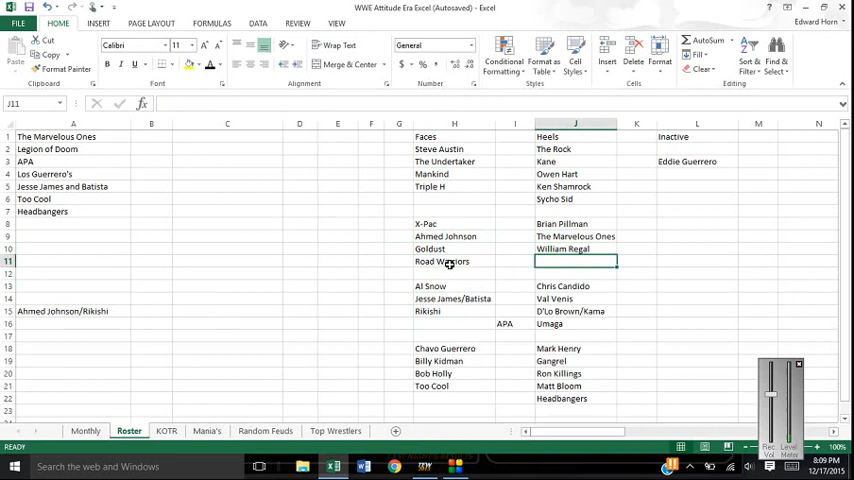 WWE Attitude Era Excel (Autosaved) - Excel
FILE HOME INSERT PAGE LAYOUT FORMULAS DATA REVIEW VIEW Edward Horn
Paste
Cut
Copy
Format Painter
Clipboard
Calibri 11
B I U
Font
Wrap Text
Merge & Center
Alignment
General
$ % ,
Number
Conditional Formatting
Format as Table
Cell Styles
Styles
Insert Delete Format
Cells
AutoSum
Fill
Clear
Sort & Filter
Find & Select
Editing
J11 fx
A B C D E F G H I J K L M N
1 The Marvelous Ones Faces Heels Inactive
2 Legion of Doom Steve Austin The Rock
3 APA The Undertaker Kane Eddie Guerrero
4 Los Guerrero's Mankind Owen Hart
5 Jesse James and Batista Triple H Ken Shamrock
6 Too Cool Sycho Sid
7 Headbangers
8 X-Pac Brian Pillman
9 Ahmed Johnson The Marvelous Ones
10 Goldust William Regal
11 Road Warriors
12
13 Al Snow Chris Candido
14 Jesse James/Batista Val Venis
15 Ahmed Johnson/Rikishi Rikishi D'Lo Brown/Kama
16 APA Umaga
17
18 Chavo Guerrero Mark Henry
19 Billy Kidman Gangrel
20 Bob Holly Ron Killings
21 Too Cool Matt Bloom
22 Headbangers
23
Monthly Roster KOTR Mania's Random Feuds Top Wrestlers
READY 100%
Rec. Vol Level Meter
Search the web and Windows
TEW
8:09 PM
12/17/2015